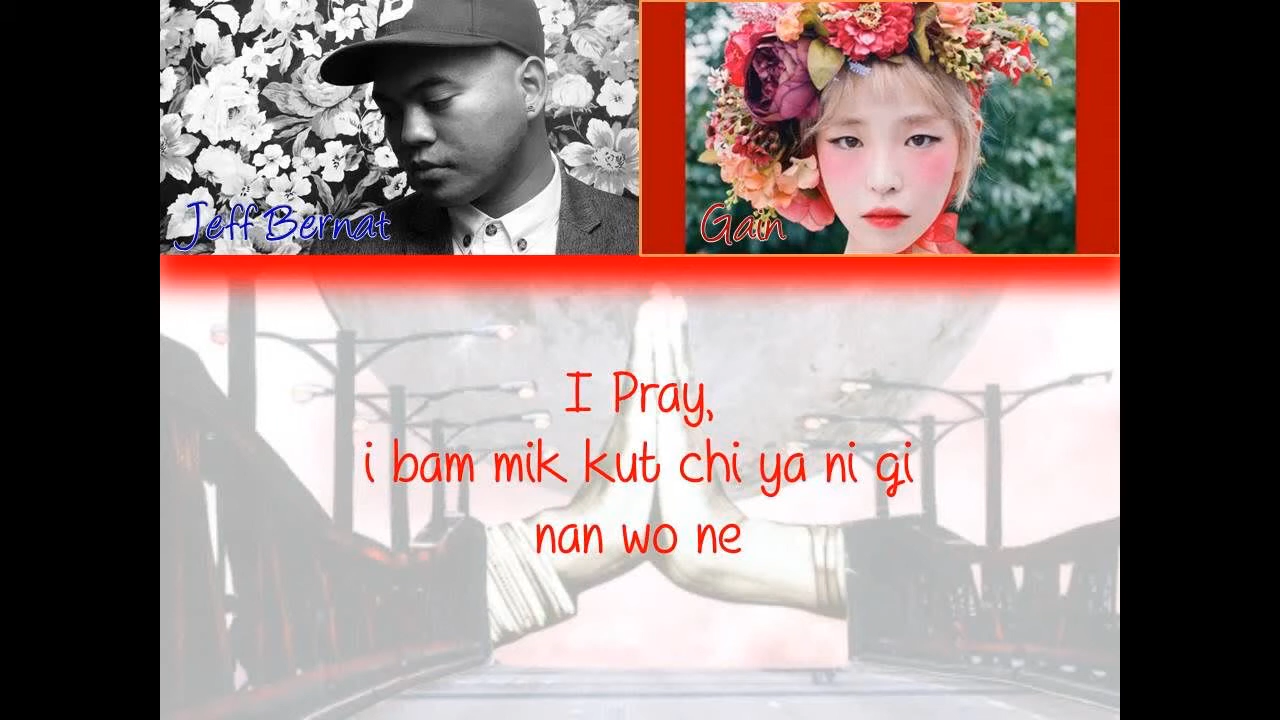 B
Jeff Bernat
Gain
I Pray,
i bam mik kut chi ya ni gi
nan wo ne